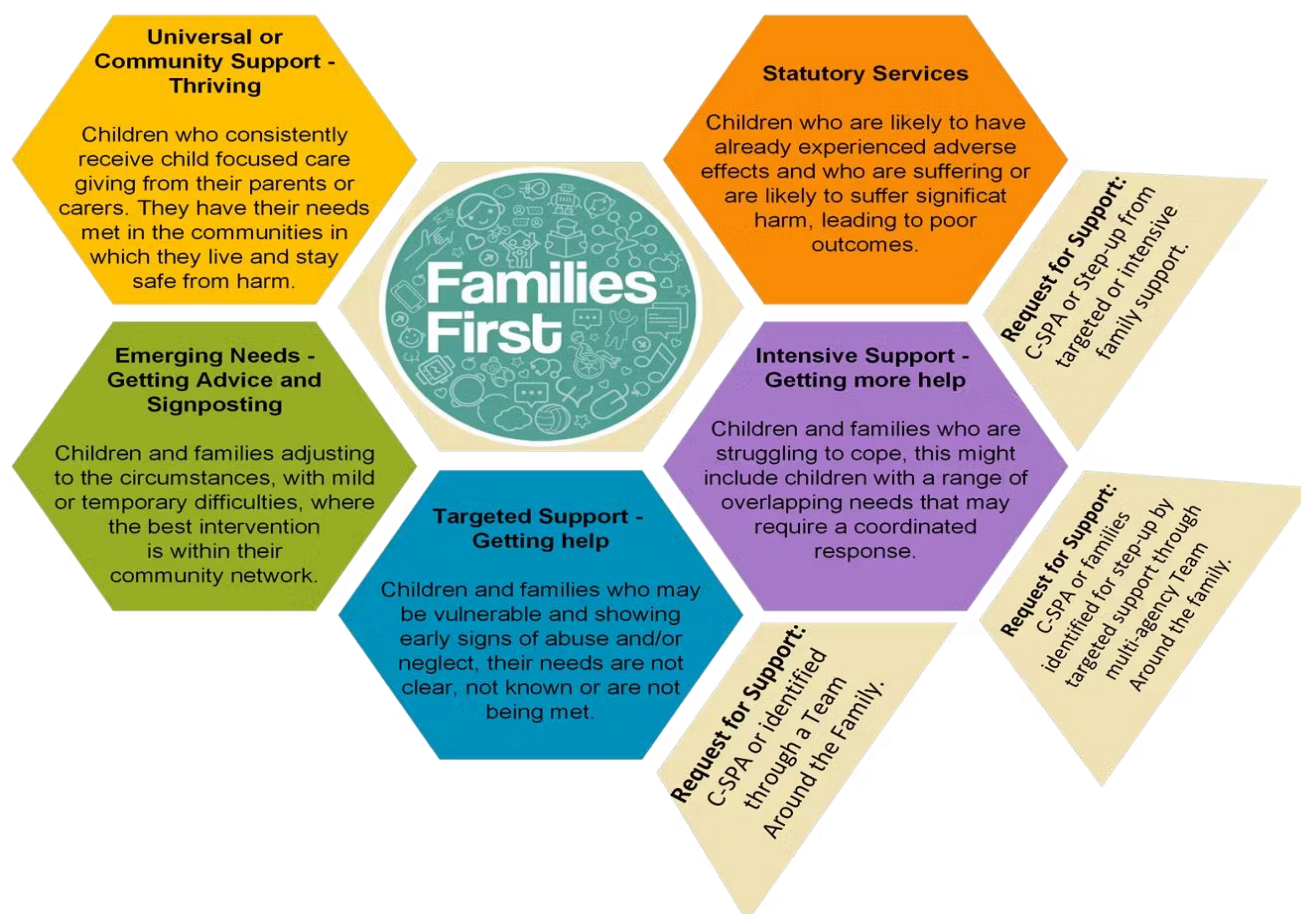 Universal or
Community Support -
Thriving
Children who consistently
receive child focused care
giving from their parents or
carers. They have their needs
met in the communities in
which they live and stay
safe from harm.
Emerging Needs -
Getting Advice and
Signposting
Children and families adjusting
to the circumstances, with mild
or temporary difficulties, where
the best intervention
is within their
community network.
Families
First
Targeted Support -
Getting help
Children and families who may
be vulnerable and showing
early signs of abuse and/or
neglect, their needs are not
clear, not known or are not
being met.
Request for Support:
C-SPA or identified
through a Team
Around the Family.
Intensive Support -
Getting more help
Children and families who are
struggling to cope, this might
include children with a range of
overlapping needs that may
require a coordinated
response.
Request for Support:
C-SPA or families
identified for step-up by
targeted support through
multi-agency Team
Around the family.
Statutory Services
Children who are likely to have
already experienced adverse
effects and who are suffering or
are likely to suffer significat
harm, leading to poor
outcomes.
Request for Support:
C-SPA or Step-up from
targeted or intensive
family support.